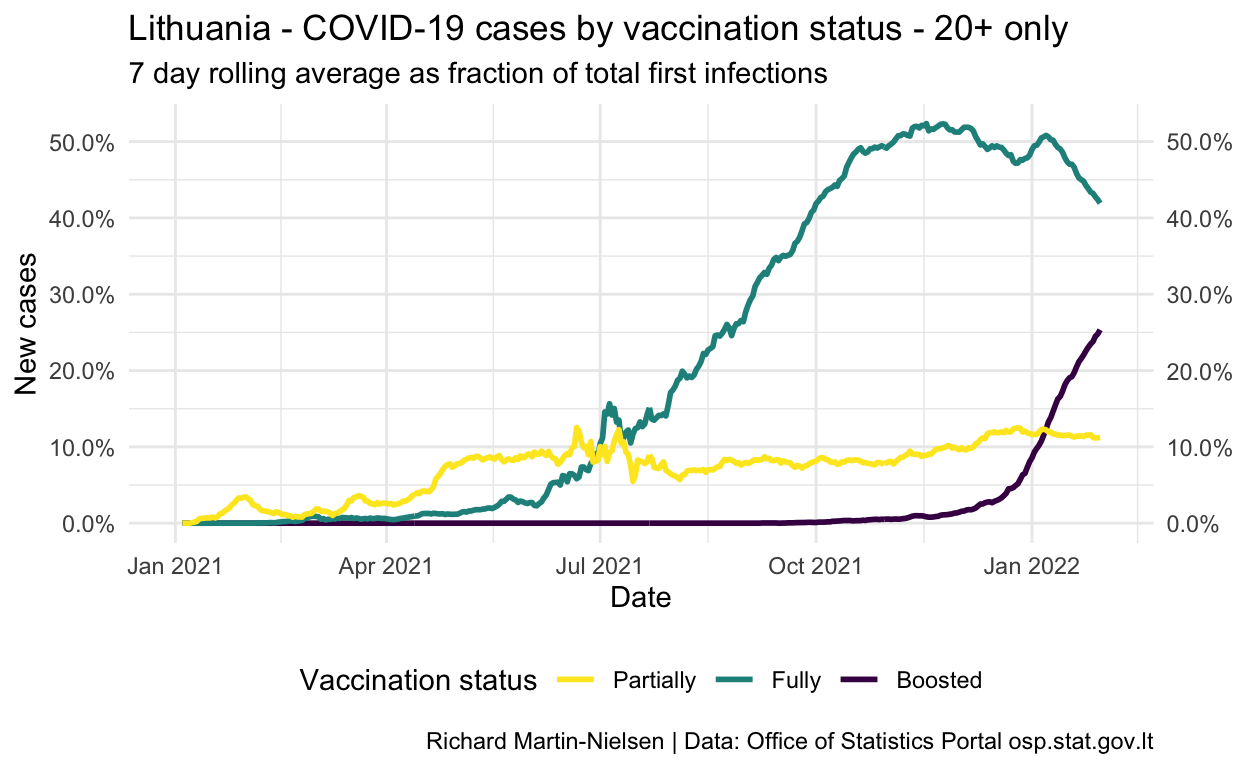 Lithuania - COVID-19 cases by vaccination status - 20+ only
7 day rolling average as fraction of total first infections
New cases
50.0%
40.0%
30.0%
20.0%
10.0%
0.0%
50.0%
40.0%
30.0%
20.0%
10.0%
0.0%
Jan 2021 Apr 2021 Jul 2021 Oct 2021 Jan 2022
Date
Vaccination status Partially Fully Boosted
Richard Martin-Nielsen | Data: Office of Statistics Portal osp.stat.gov.lt